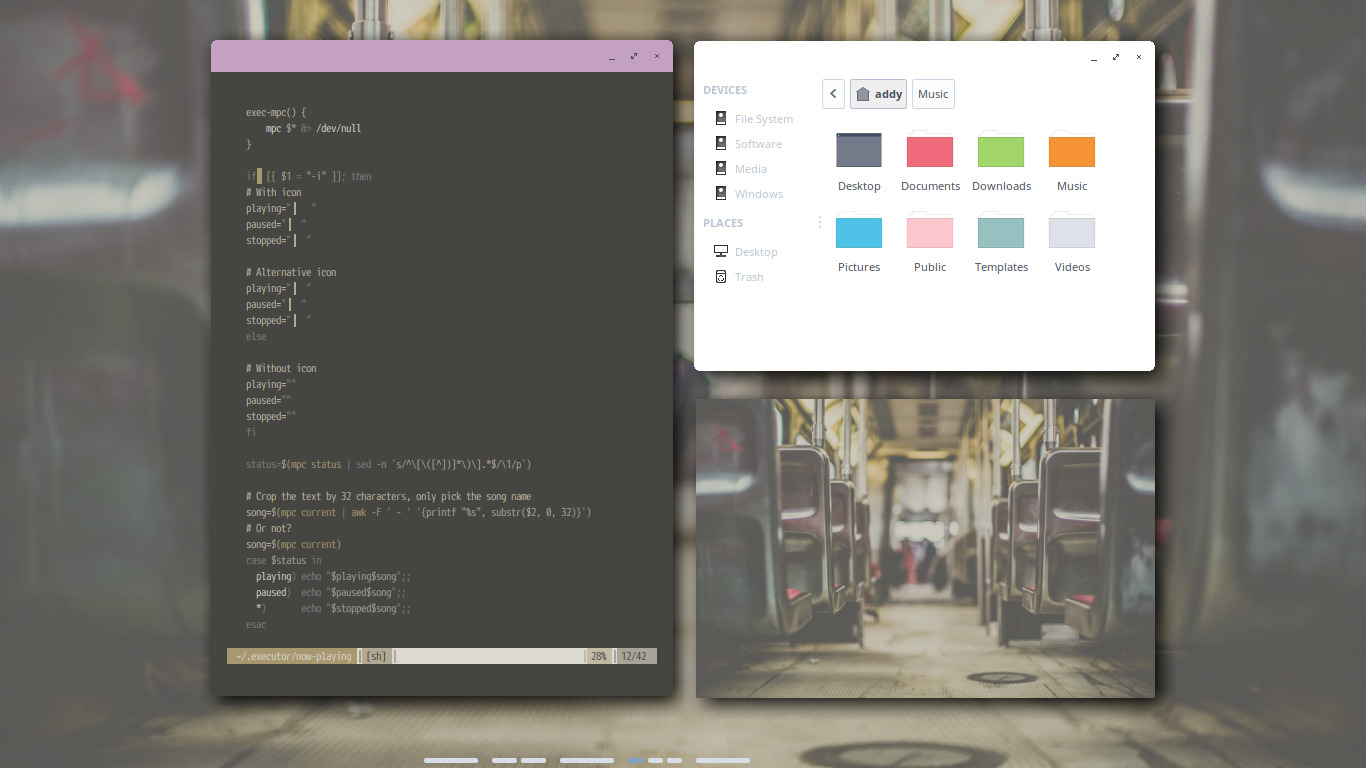 exec-mpc() {
mpc $* &> /dev/null
}
if [[ $1 = "-i" ]]; then
# With icon
playing="| "
paused="| "
stopped="| "
# Alternative icon
playing="| "
paused="| "
stopped="| "
else
# Without icon
playing=""
paused=""
stopped=""
fi
status=$(mpc status | sed -n 's/^\[\([^])]*\)\].*$/\1/p')
# Crop the text by 32 characters, only pick the song name
song=$(mpc current | awk -F ' - ' '{printf "%s", substr($2, 0, 32)}')
# Or not?
song=$(mpc current)
case $status in
playing) echo "$playing$song";;
paused) echo "$paused$song";;
*) echo "$stopped$song";;
esac
~/.executor/now-playing [sh] 28% 12/42
DEVICES
File System
Software
Media
Windows
PLACES
Desktop
Trash
addy Music
Desktop Documents Downloads Music
Pictures Public Templates Videos